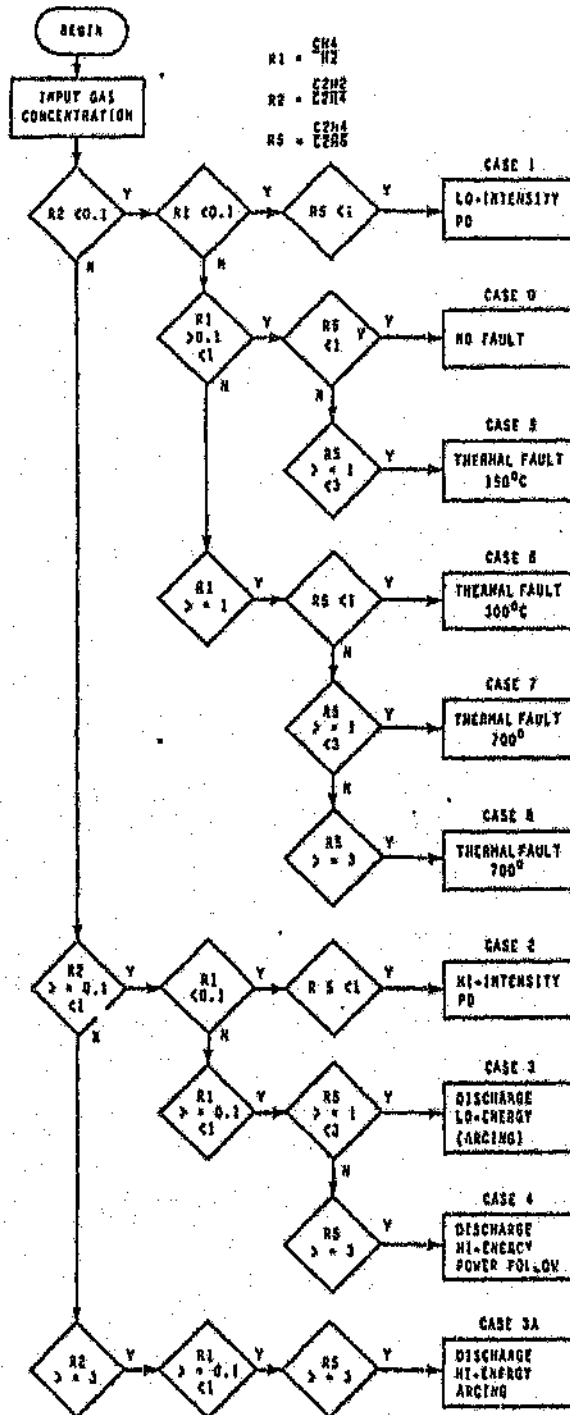 BEGIN
INPUT GAS
CONCENTRATION
R1 = CH4
H2
R2 = C2H2
C2H4
R5 = C2H4
C2H6
R2 <0.1
Y
N
R1 <0.1
Y
N
R5 <1
Y
CASE 1
LO-INTENSITY
PD
R1
>0.1
<1
Y
N
R5
<1
Y
Y
N
CASE 0
NO FAULT
R5
> = 1
<3
Y
CASE 5
THERMAL FAULT
150⁰C
R1
> = 1
Y
R5 <1
Y
N
CASE 6
THERMAL FAULT
300⁰C
R5
> = 1
<3
Y
N
CASE 7
THERMAL FAULT
700⁰
R5
> = 3
Y
CASE 8
THERMAL FAULT
700⁰
R2
> = 0.1
<1
Y
N
R1
<0.1
Y
N
R 5 <1
Y
CASE 2
HI-INTENSITY
PD
R1
> = 0.1
<1
Y
R5
> = 1
<3
Y
N
CASE 3
DISCHARGE
LO-ENERGY
(ARCING)
R5
> = 3
Y
CASE 4
DISCHARGE
HI-ENERGY
POWER FOLLOW
R2
> = 3
Y
R1
> = 0.1
<1
Y
R5
> = 3
Y
CASE 3A
DISCHARGE
HI-ENERGY
ARCING